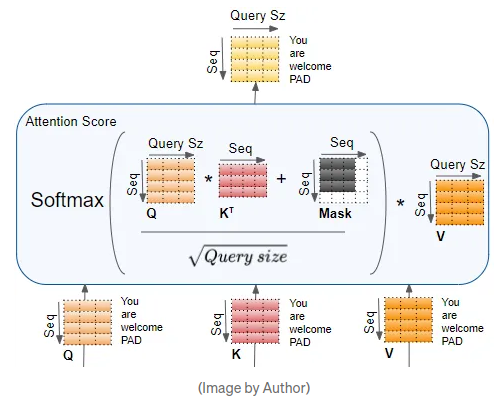 Query Sz
Seq
You
are
welcome
PAD
Attention Score
Softmax
Query Sz
Seq
Q
*
Seq
Kᵀ
+
Seq
Seq
Mask
√Query size
*
Query Sz
Seq
V
Seq
Q
You
are
welcome
PAD
Seq
K
You
are
welcome
PAD
Seq
V
You
are
welcome
PAD
(Image by Author)